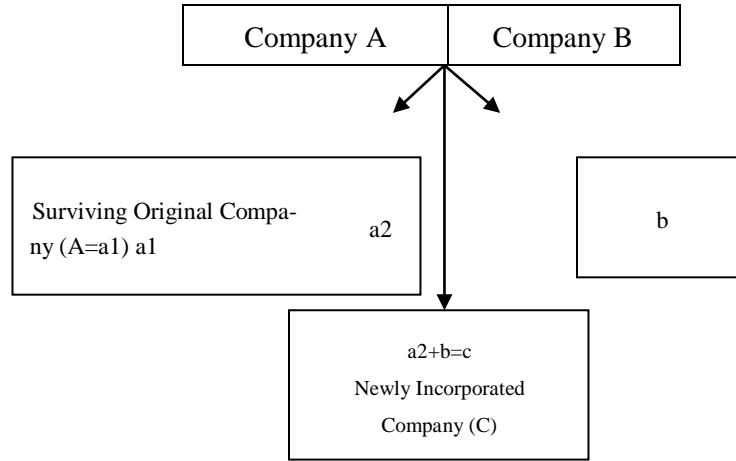 Company A
Company B
Surviving Original Compa-
ny (A=a1) a1
a2
b
a2+b=c
Newly Incorporated
Company (C)